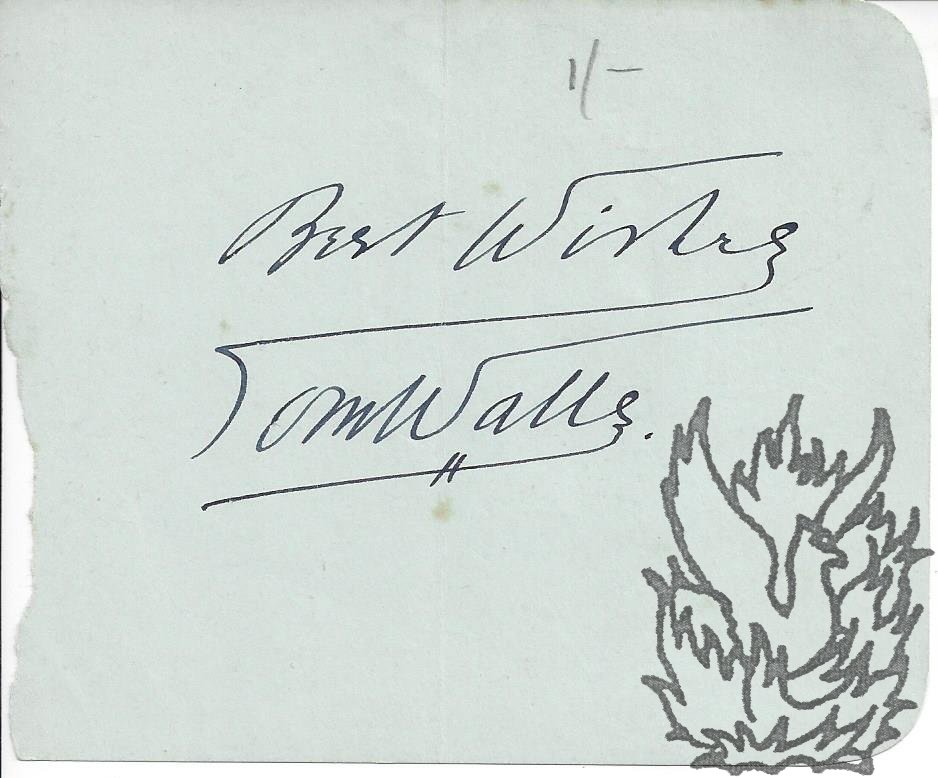 1/-
Best Wishes
Tom Walls.